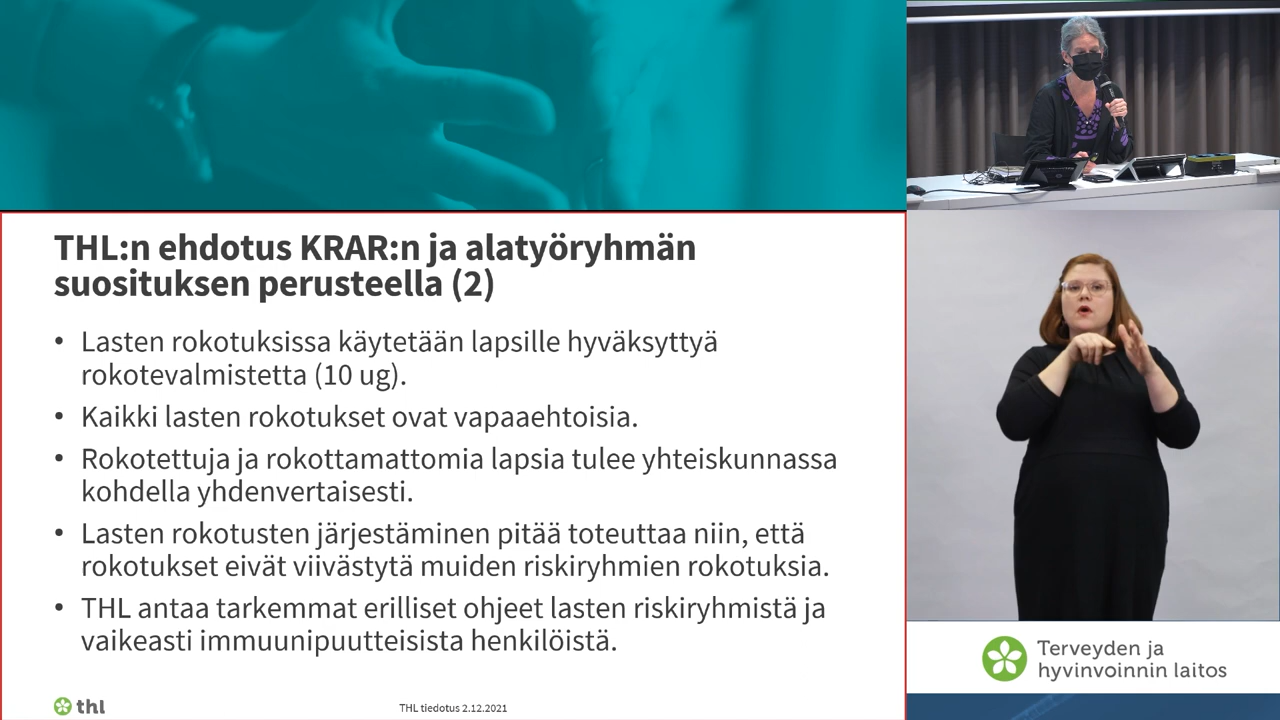 THL:n ehdotus KRAR:n ja alatyöryhmän
suosituksen perusteella (2)
• Lasten rokotuksissa käytetään lapsille hyväksyttyä
rokotevalmistetta (10 ug).
• Kaikki lasten rokotukset ovat vapaaehtoisia.
• Rokotettuja ja rokottamattomia lapsia tulee yhteiskunnassa
kohdella yhdenvertaisesti.
• Lasten rokotusten järjestäminen pitää toteuttaa niin, että
rokotukset eivät viivästytä muiden riskiryhmien rokotuksia.
• THL antaa tarkemmat erilliset ohjeet lasten riskiryhmistä ja
vaikeasti immuunipuutteisista henkilöistä.
thl
THL tiedotus 2.12.2021
Terveyden ja
hyvinvoinnin laitos